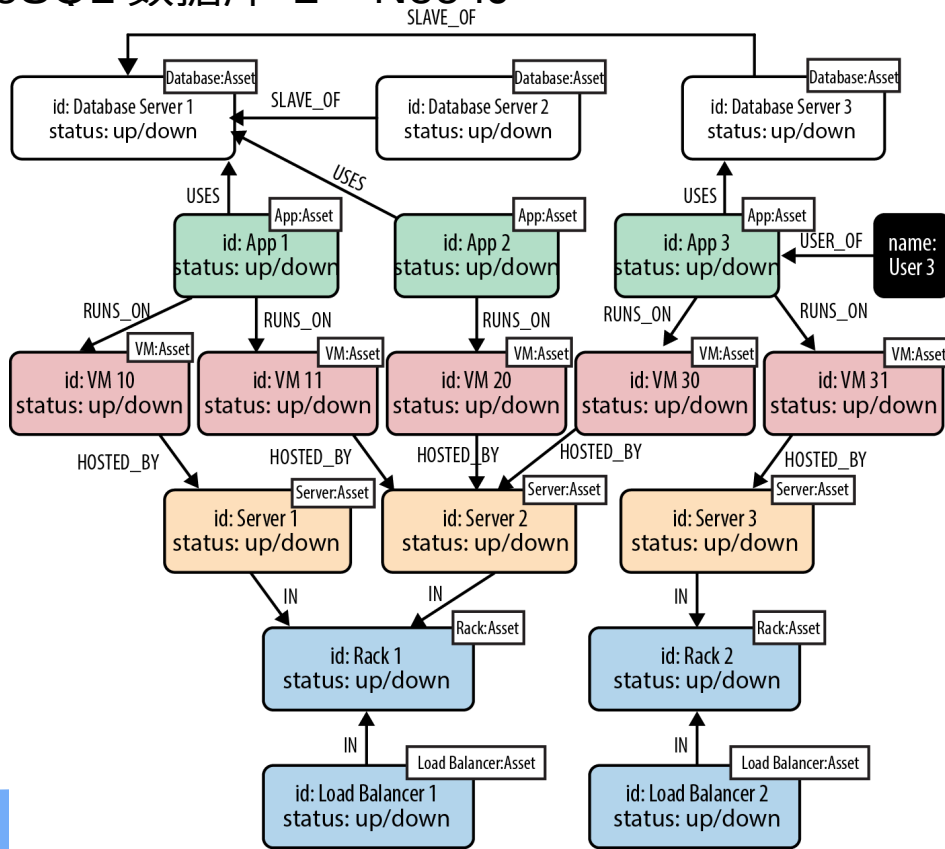 SLAVE_OF
Database:Asset
id: Database Server 1
status: up/down
SLAVE_OF
Database:Asset
id: Database Server 2
status: up/down
Database:Asset
id: Database Server 3
status: up/down
USES
USES
USES
App:Asset
id: App 1
status: up/down
App:Asset
id: App 2
status: up/down
App:Asset
id: App 3
status: up/down
USER_OF
name:
User 3
RUNS_ON
RUNS_ON
RUNS_ON
RUNS_ON
RUNS_ON
VM:Asset
id: VM 10
status: up/down
VM:Asset
id: VM 11
status: up/down
VM:Asset
id: VM 20
status: up/down
VM:Asset
id: VM 30
status: up/down
VM:Asset
id: VM 31
status: up/down
HOSTED_BY
HOSTED_BY
HOSTED_BY
HOSTED_BY
HOSTED_BY
Server:Asset
id: Server 1
status: up/down
Server:Asset
id: Server 2
status: up/down
Server:Asset
id: Server 3
status: up/down
IN
IN
IN
Rack:Asset
id: Rack 1
status: up/down
Rack:Asset
id: Rack 2
status: up/down
IN
IN
Load Balancer:Asset
id: Load Balancer 1
status: up/down
Load Balancer:Asset
id: Load Balancer 2
status: up/down